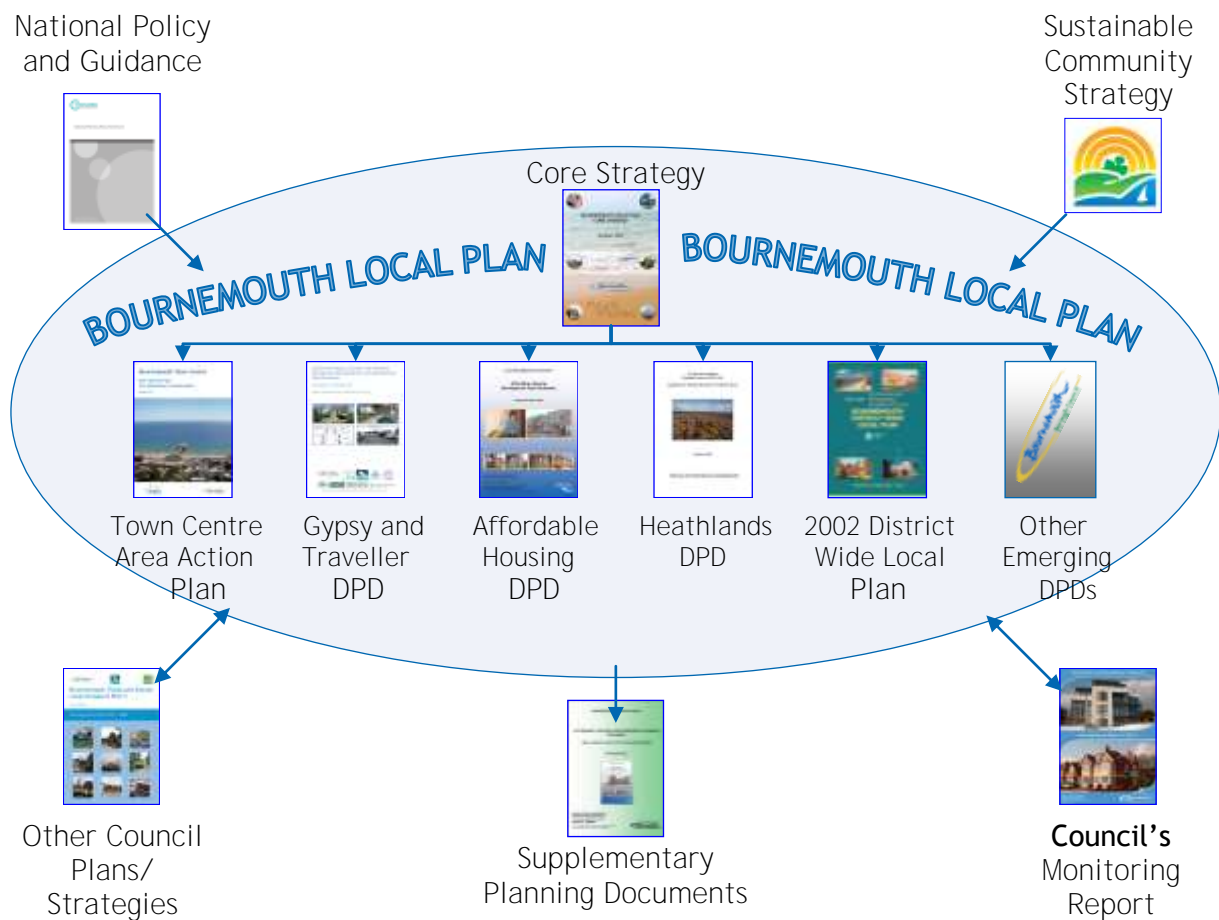 National Policy
and Guidance
Sustainable
Community
Strategy
Core Strategy
BOURNEMOUTH LOCAL PLAN
BOURNEMOUTH LOCAL PLAN
Town Centre
Area Action
Plan
Gypsy and
Traveller
DPD
Affordable
Housing
DPD
Heathlands
DPD
2002 District
Wide Local
Plan
Other
Emerging
DPDs
Other Council
Plans/
Strategies
Supplementary
Planning Documents
Council's
Monitoring
Report